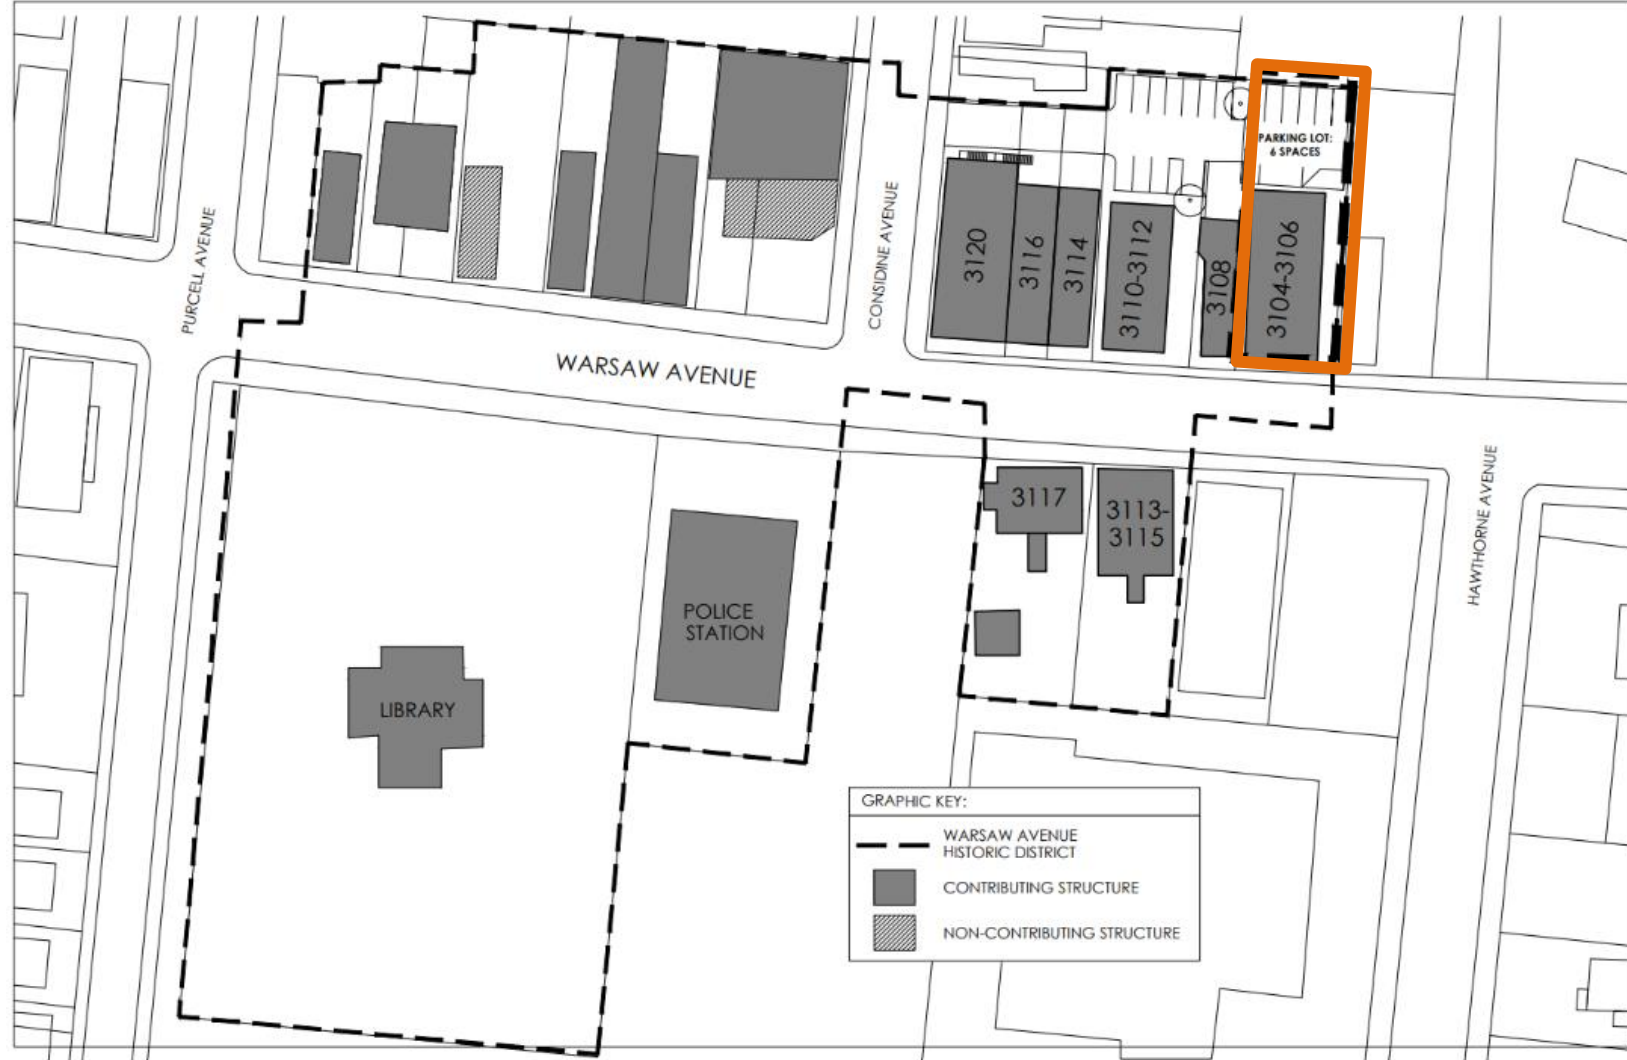 PARKING LOT:
6 SPACES
PURCELL AVENUE
CONSIDINE AVENUE
3120
3116
3114
3110-3112
3108
3104-3106
WARSAW AVENUE
HAWTHORNE AVENUE
3117
3113-
3115
POLICE
STATION
LIBRARY
GRAPHIC KEY:
WARSAW AVENUE
HISTORIC DISTRICT
CONTRIBUTING STRUCTURE
NON-CONTRIBUTING STRUCTURE